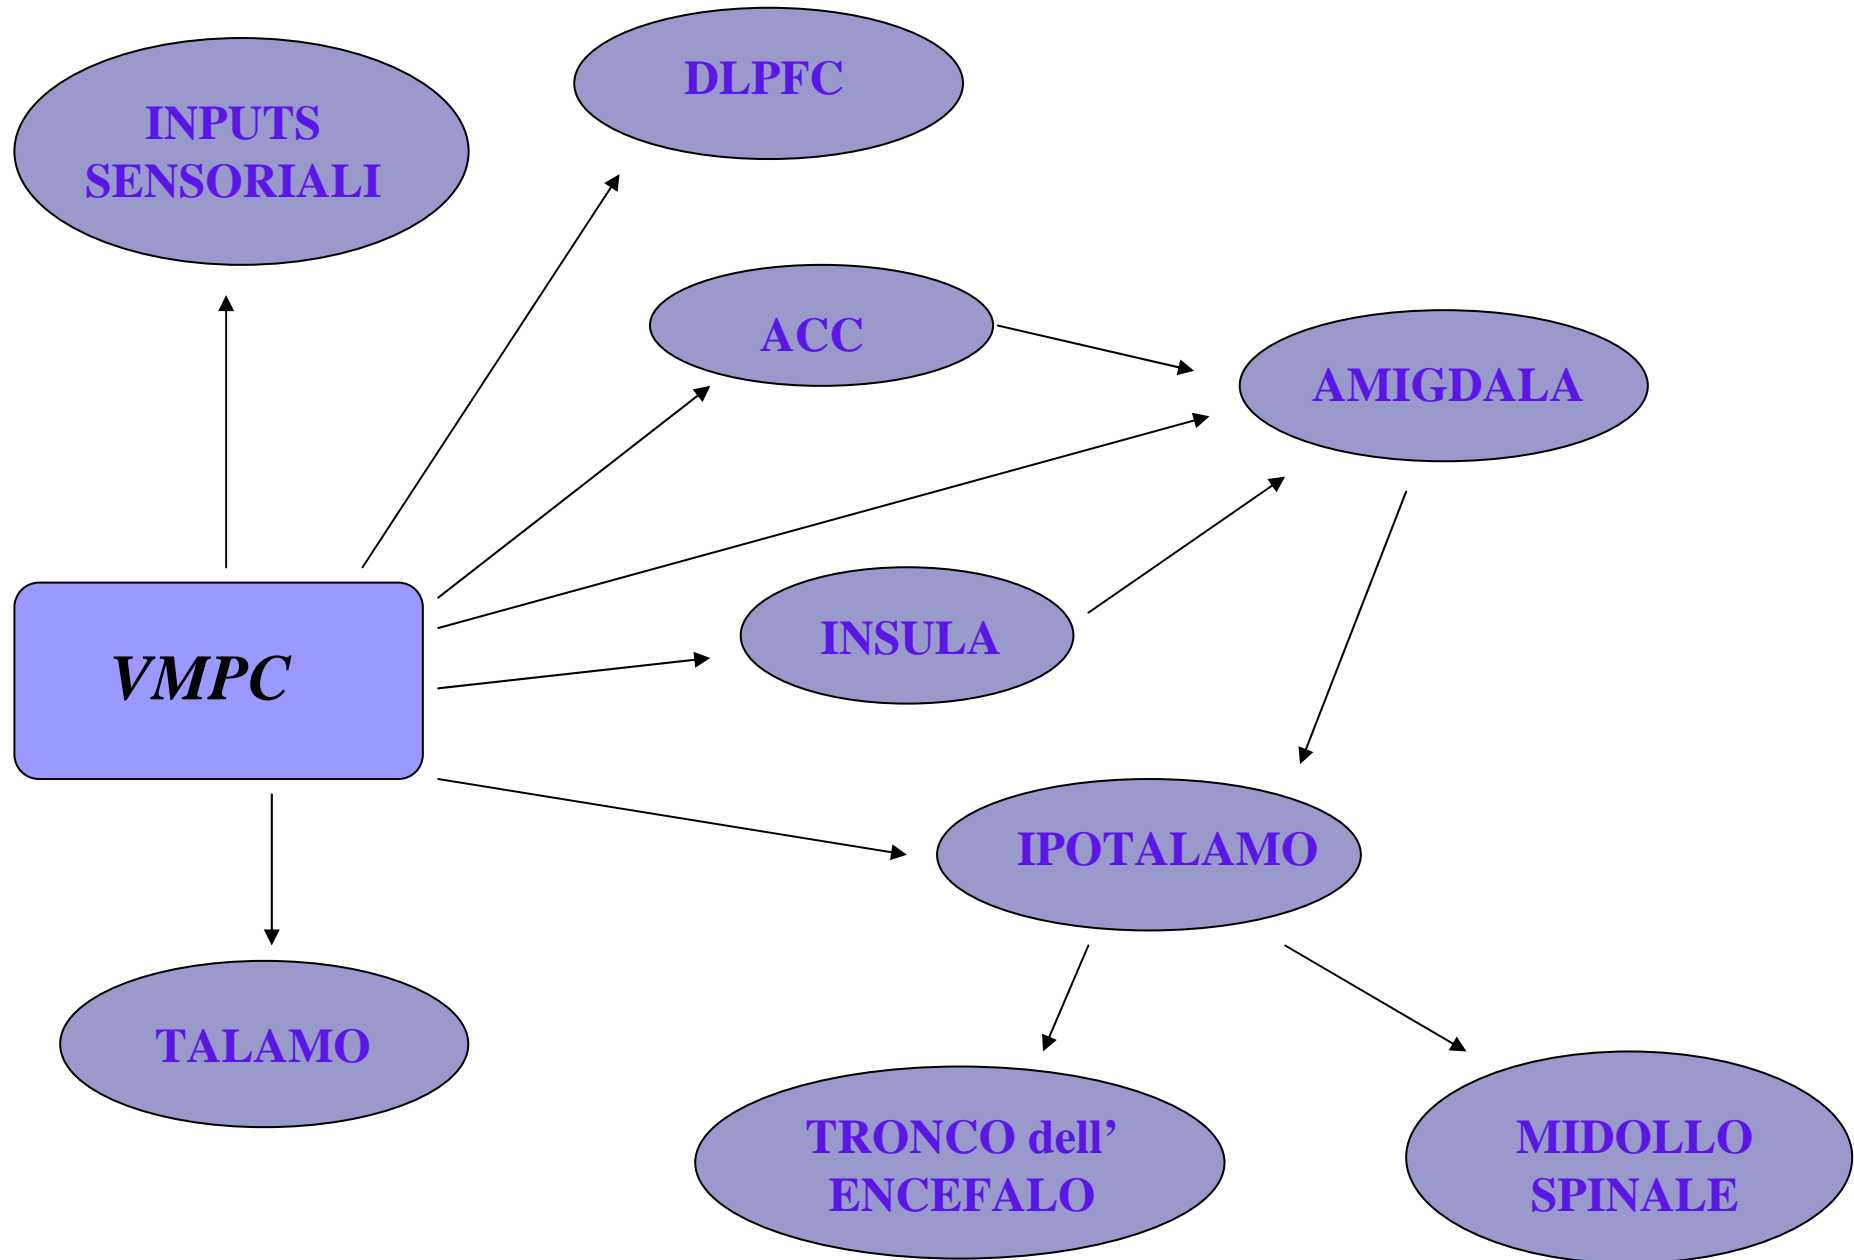 DLPFC
INPUTS
SENSORIALI
ACC
AMIGDALA
INSULA
VMPC
IPOTALAMO
TALAMO
TRONCO dell’
ENCEFALO
MIDOLLO
SPINALE